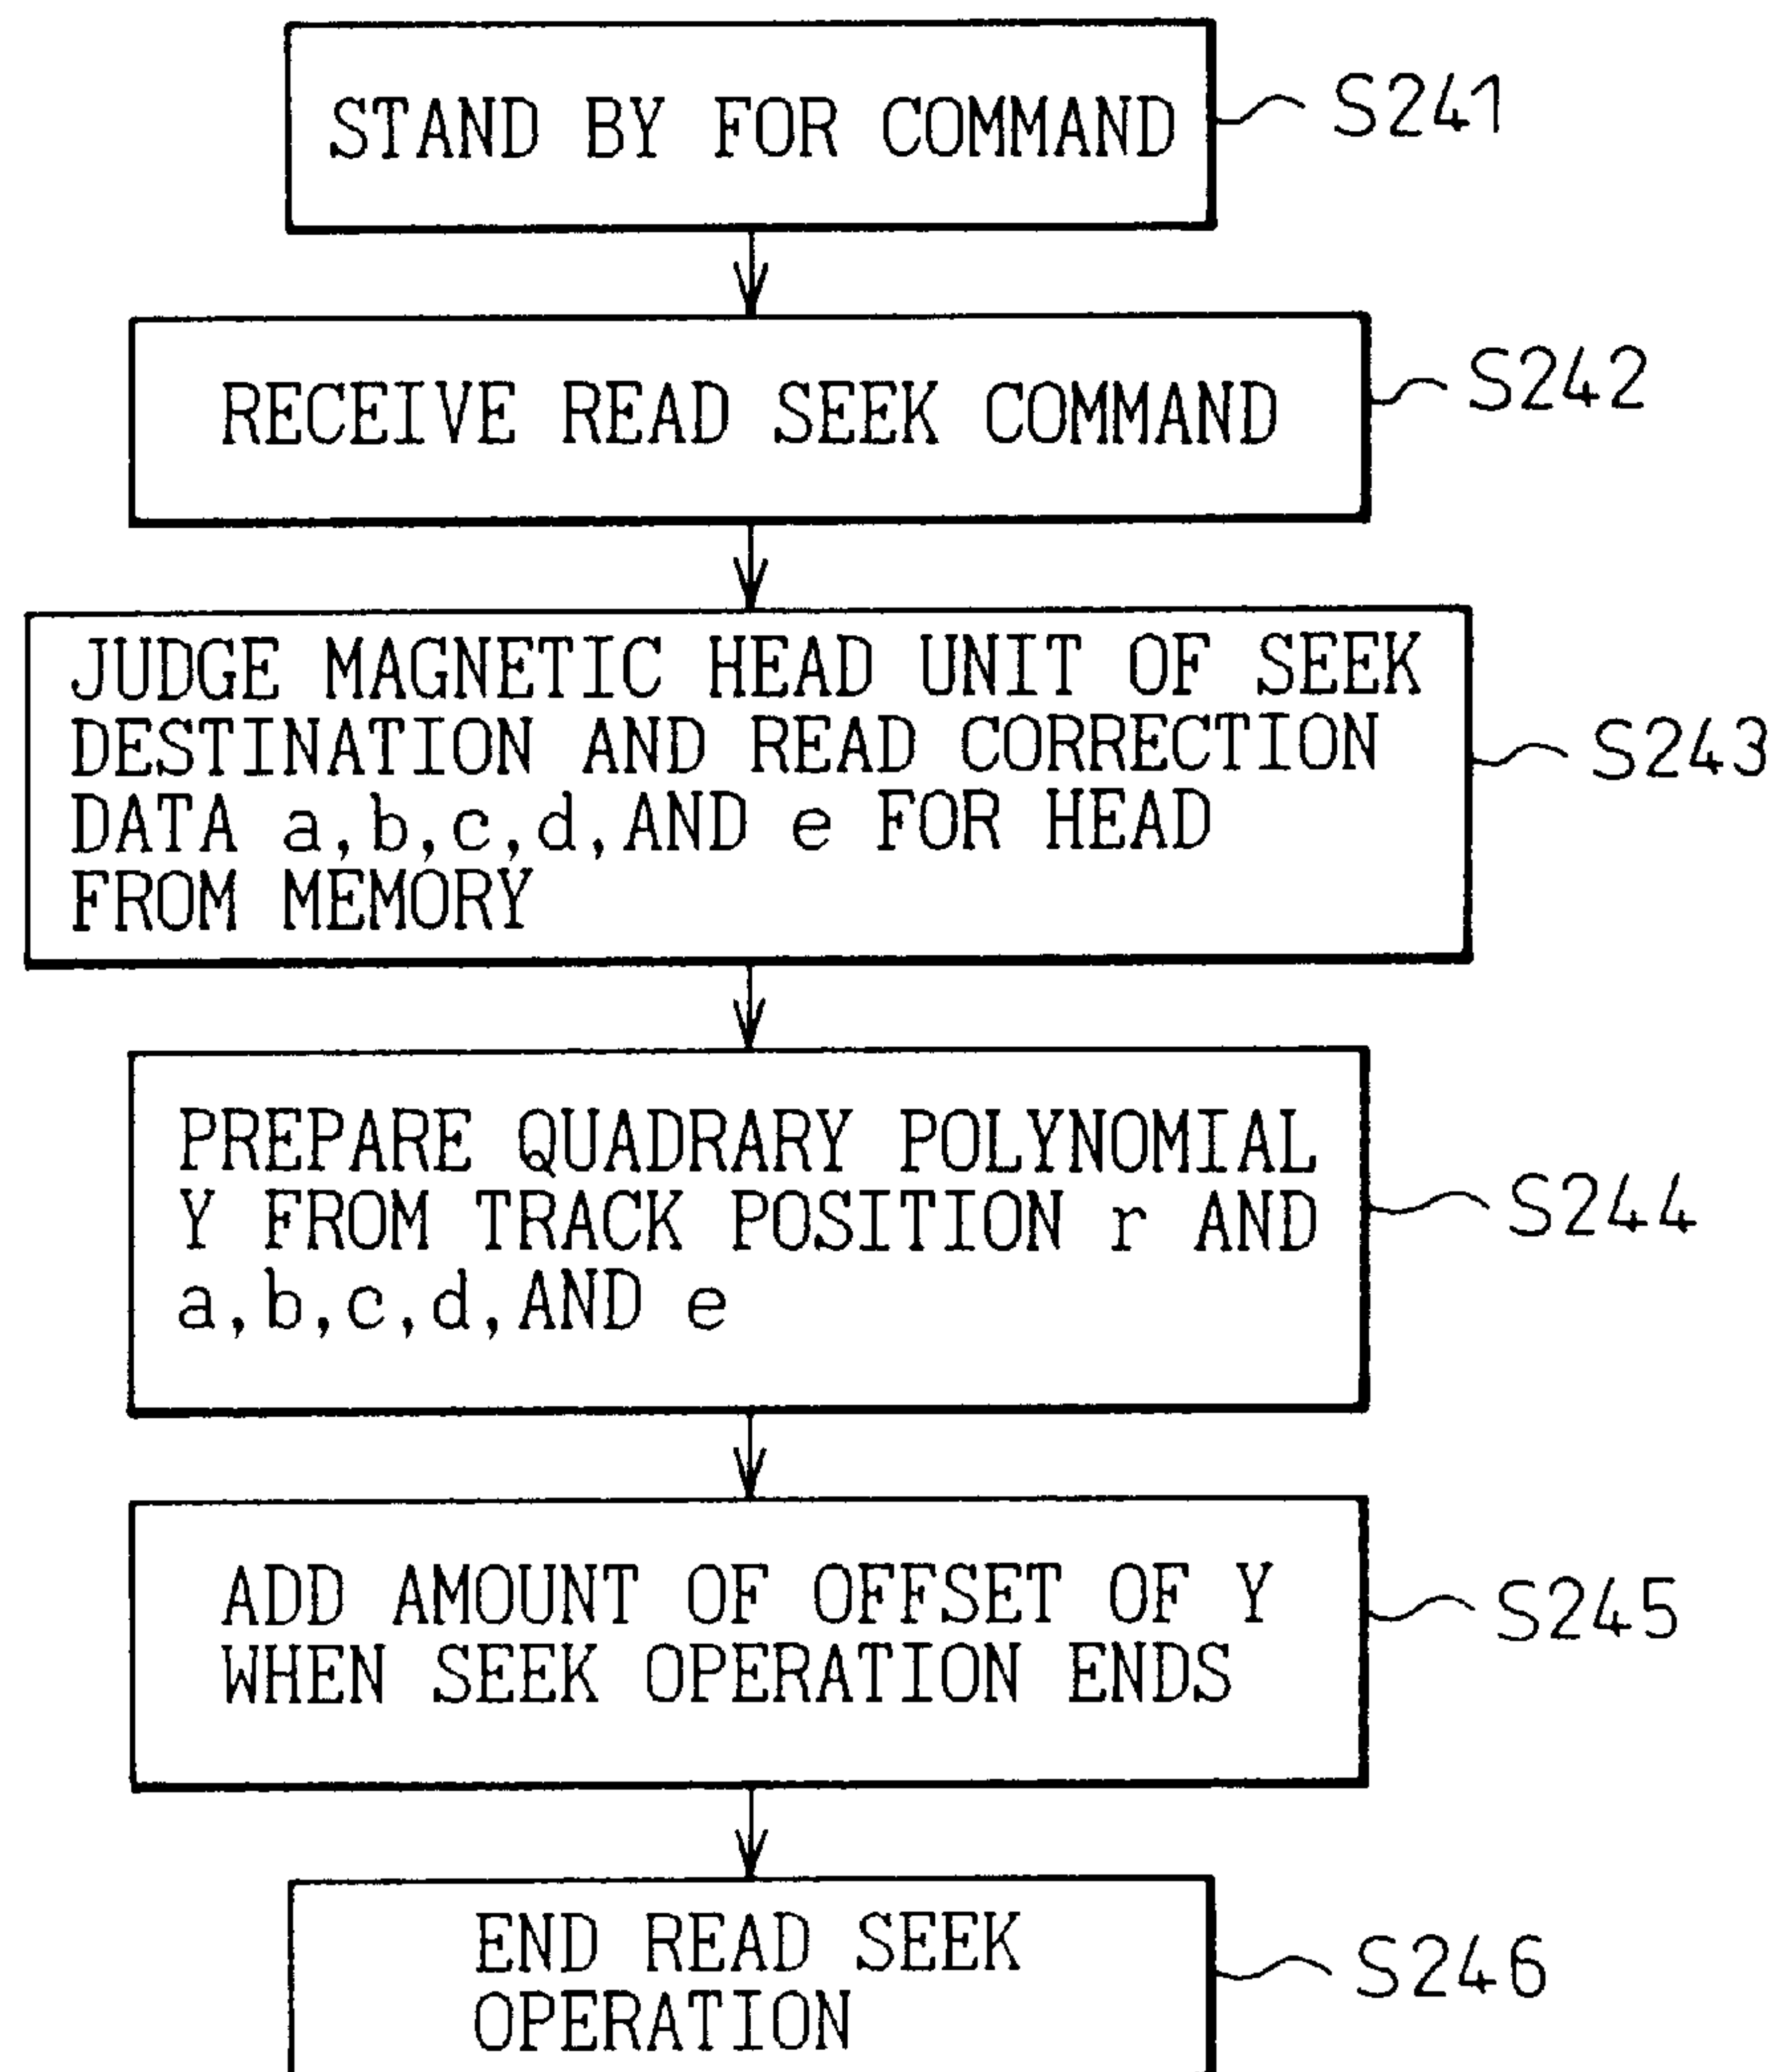 STAND BY FOR COMMAND
S241
RECEIVE READ SEEK COMMAND
S242
JUDGE MAGNETIC HEAD UNIT OF SEEK
DESTINATION AND READ CORRECTION
DATA a,b,c,d,AND e FOR HEAD
FROM MEMORY
S243
PREPARE QUADRARY POLYNOMIAL
Y FROM TRACK POSITION r AND
a,b,c,d,AND e
S244
ADD AMOUNT OF OFFSET OF Y
WHEN SEEK OPERATION ENDS
S245
END READ SEEK
OPERATION
S246